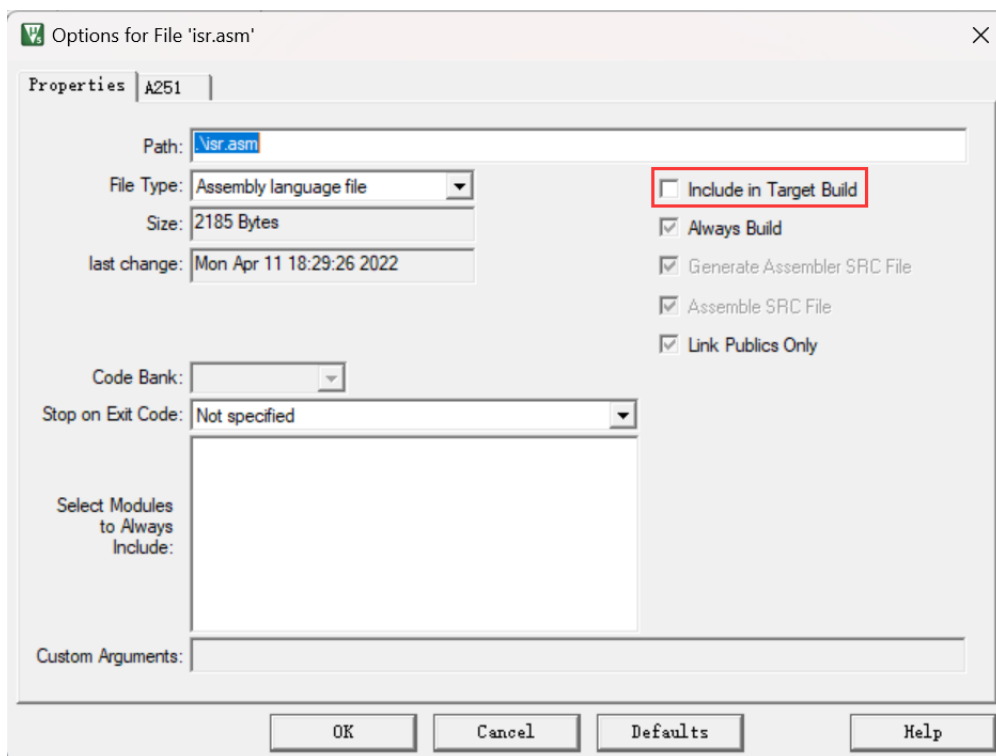 Options for File 'isr.asm'
Properties
A251
Path: .\isr.asm
File Type: Assembly language file
Include in Target Build
Size: 2185 Bytes
Always Build
last change: Mon Apr 11 18:29:26 2022
Generate Assembler SRC File
Assemble SRC File
Link Publics Only
Code Bank:
Stop on Exit Code: Not specified
Select Modules
to Always
Include:
Custom Arguments:
OK
Cancel
Defaults
Help